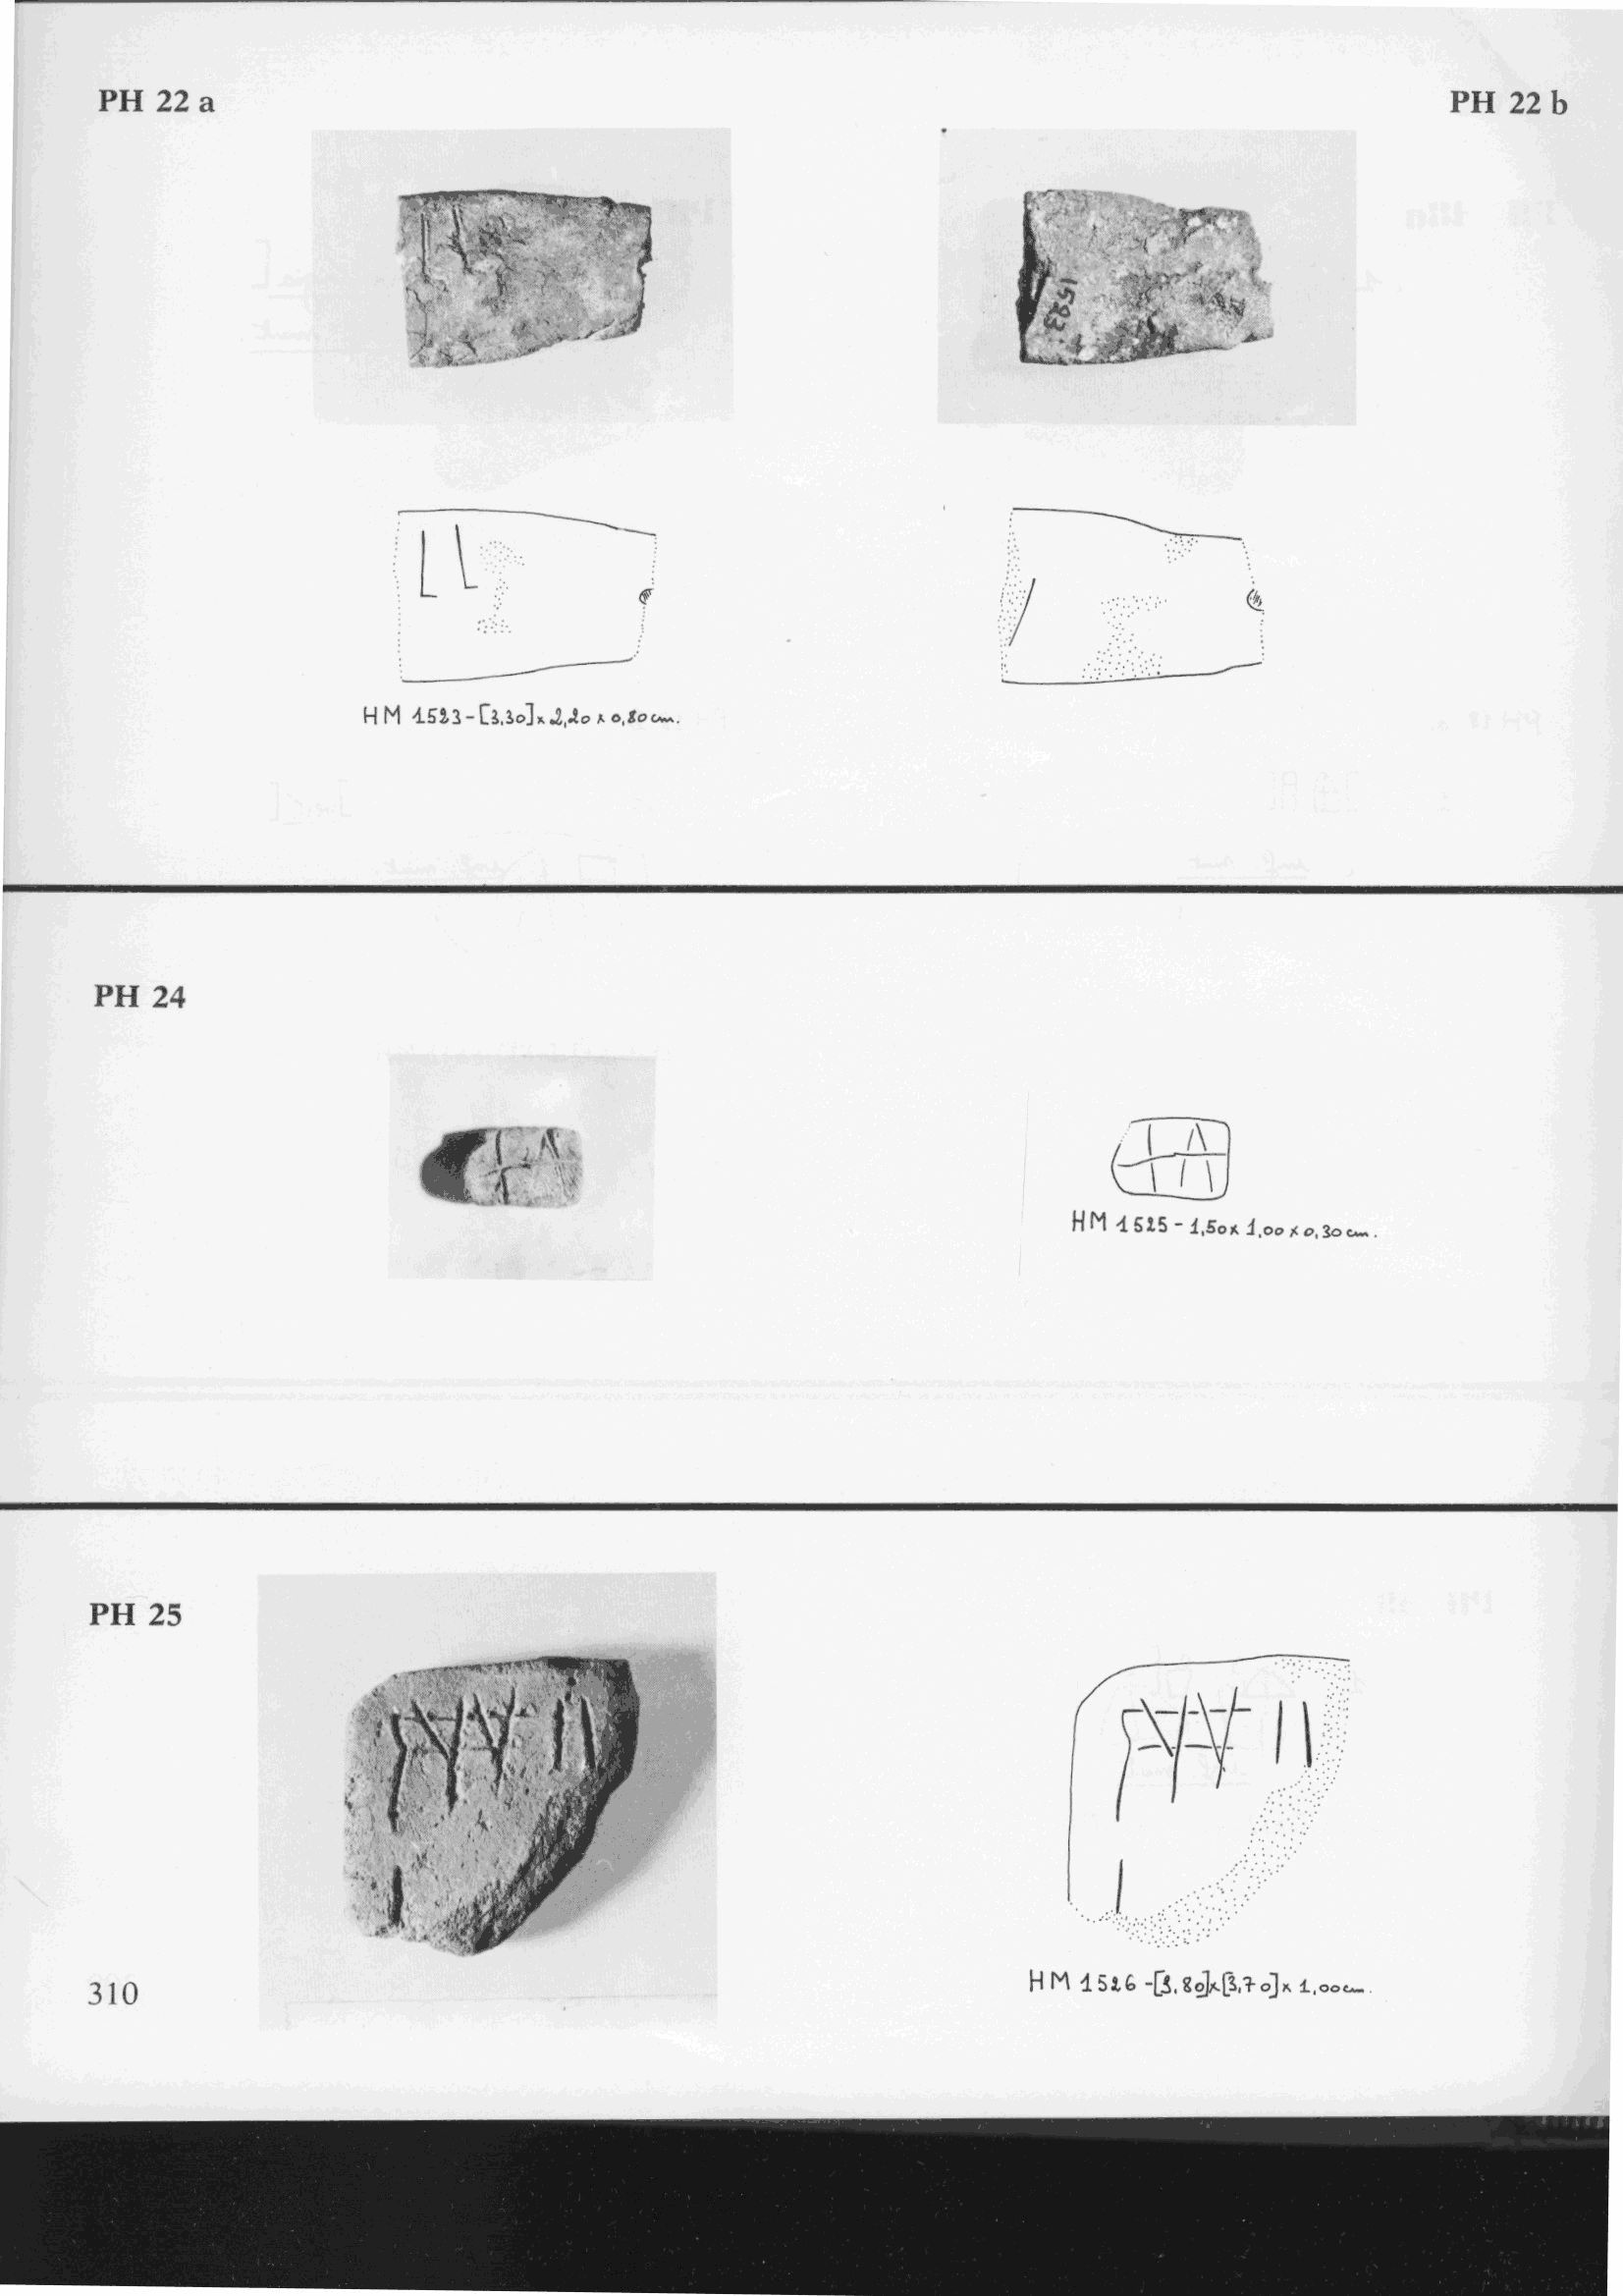 PH 22 a
PH 22 b
1523
HM 1523 - [3,30] x 2,20 x 0,80 cm.
PH 24
HM 1525 - 1,50 x 1,00 x 0,30 cm.
PH 25
HM 1526 - [3,80] x [3,70] x 1,00 cm.
310